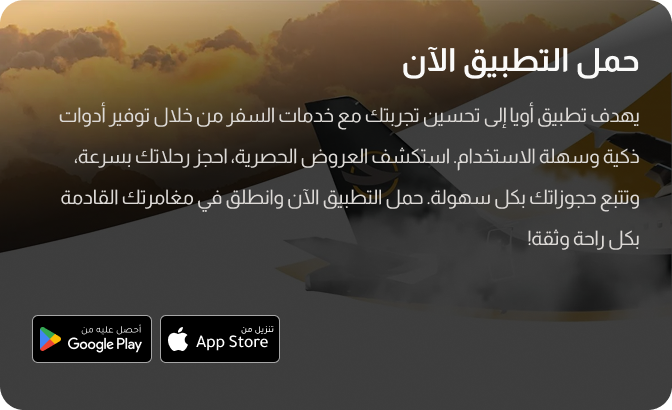 حمل التطبيق الآن
يهدف تطبيق أويا إلى تحسين تجربتك مع خدمات السفر من خلال توفير أدوات
ذكية وسهلة الاستخدام. استكشف العروض الحصرية، احجز رحلاتك بسرعة،
وتتبع حجوزاتك بكل سهولة. حمل التطبيق الآن وانطلق في مغامرتك القادمة
بكل راحة وثقة!
تنزيل من
App Store
أحصل عليه من
Google Play